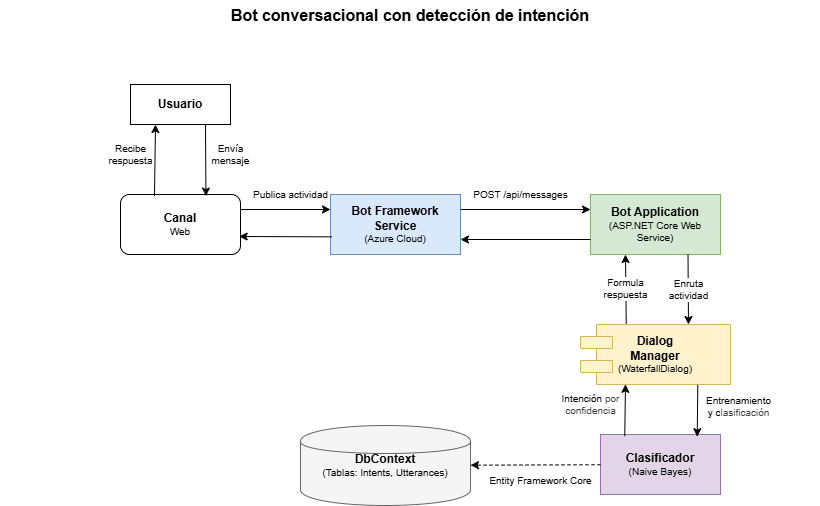 Bot conversacional con detección de intención
Usuario
Recibe
respuesta
Envía
mensaje
Canal
Web
Publica actividad
Bot Framework
Service
(Azure Cloud)
POST /api/messages
Bot Application
(ASP.NET Core Web
Service)
Formula
respuesta
Enruta
actividad
Dialog
Manager
(WaterfallDialog)
Intención por
confidencia
Entrenamiento
y clasificación
Clasificador
(Naive Bayes)
DbContext
(Tablas: Intents, Utterances)
Entity Framework Core